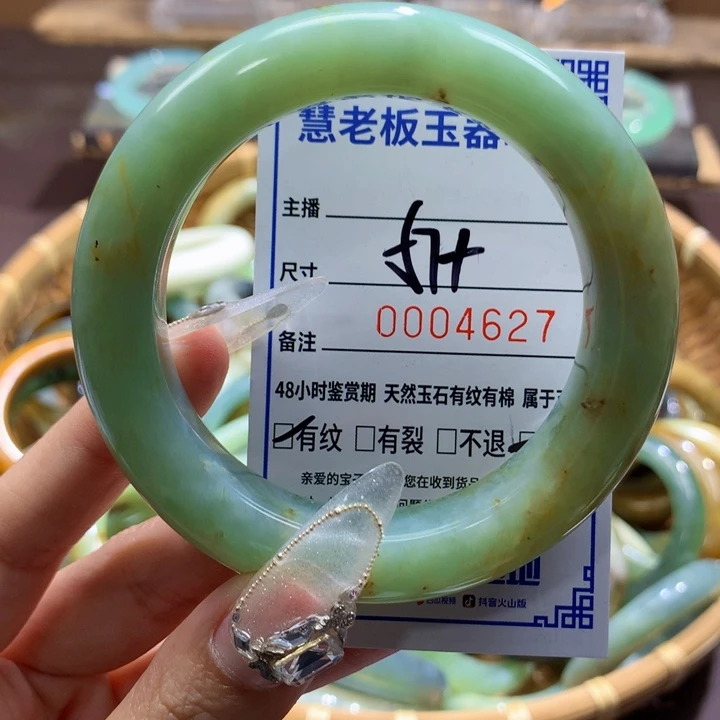 慧老板玉器
主播
尺寸 57H
0004627
备注
48小时鉴赏期 天然玉石有纹有棉 属于
有纹 有裂 不退
亲爱的宝 您在收到货
抖音火山版